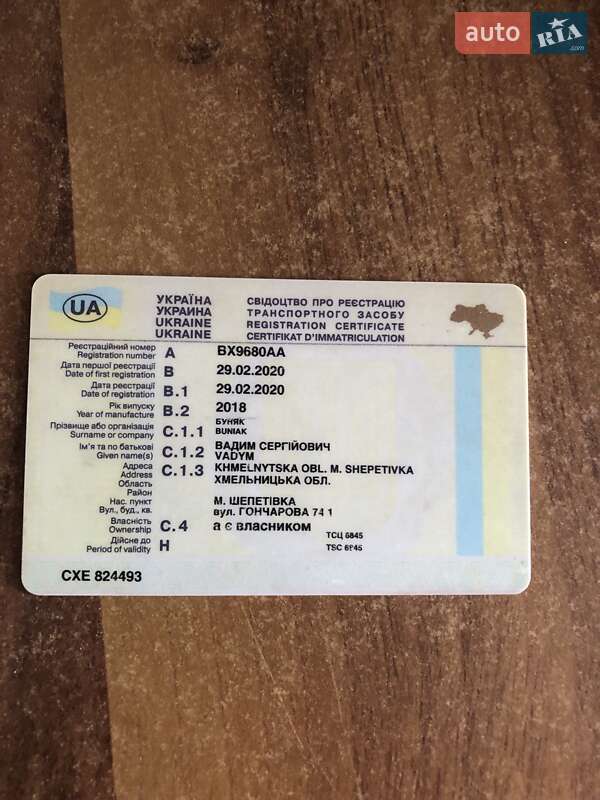 auto RIA .com
UA
УКРАЇНА СВІДОЦТВО ПРО РЕЄСТРАЦІЮ
УКРАИНА ТРАНСПОРТНОГО ЗАСОБУ
UKRAINE REGISTRATION CERTIFICATE
UKRAINE CERTIFIKAT D'IMMATRICULATION
Реєстраційний номер
Registration number A BX9680AA
Дата першої реєстрації
Date of first registration B 29.02.2020
Дата реєстрації
Date of registration B.1 29.02.2020
Рік випуску
Year of manufacture B.2 2018
Прізвище або організація БУНЯК
Surname or company C.1.1 BUNIAK
Ім'я та по батькові ВАДИМ СЕРГІЙОВИЧ
Given name(s) C.1.2 VADYM
Адреса C.1.3 KHMELNYTSKA OBL. M. SHEPETIVKA
Address ХМЕЛЬНИЦЬКА ОБЛ.
Область
Район
Нас. пункт М. ШЕПЕТІВКА
Вул., буд., кв. вул. ГОНЧАРОВА 74 1
Власність
Ownership C.4 а є власником
ТСЦ 6845
Дійсне до
Period of validity H TSC 6845
СХЕ 824493